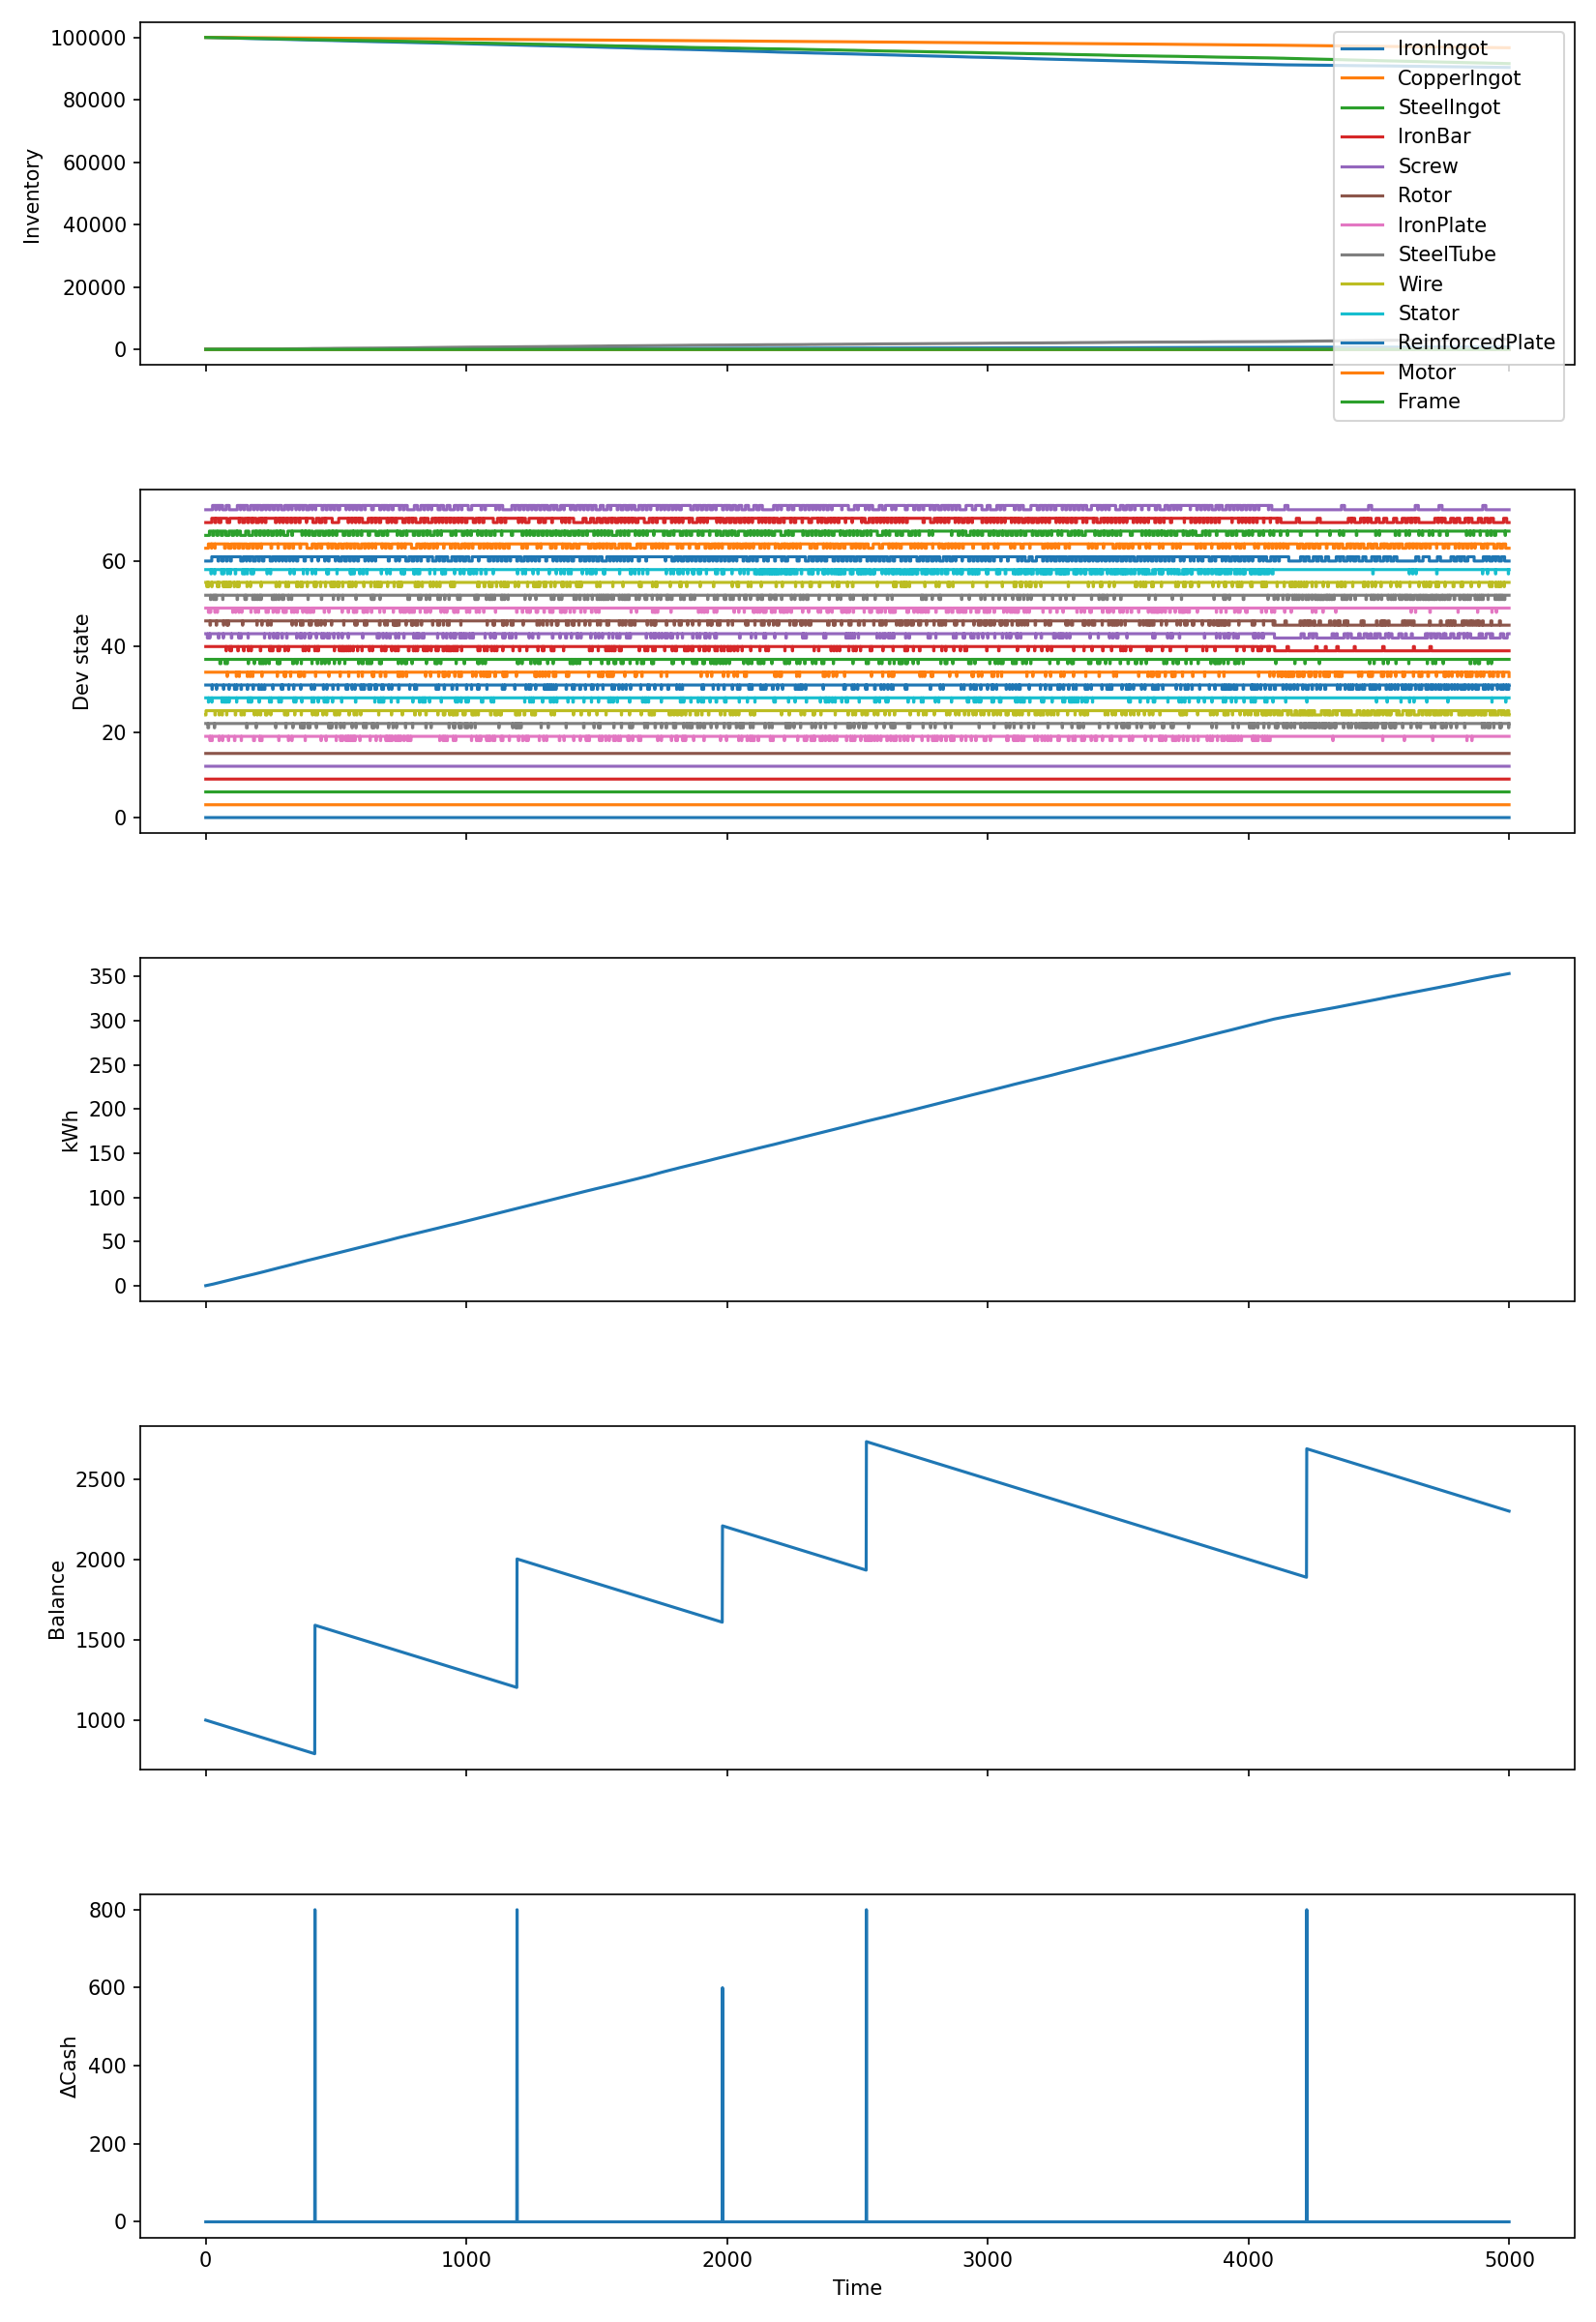 100000
80000
60000
40000
20000
0
Inventory
IronIngot
CopperIngot
SteelIngot
IronBar
Screw
Rotor
IronPlate
SteelTube
Wire
Stator
ReinforcedPlate
Motor
Frame
60
40
20
0
Dev state
350
300
250
200
150
100
50
0
kWh
2500
2000
1500
1000
Balance
800
600
400
200
0
ΔCash
0 1000 2000 3000 4000 5000
Time